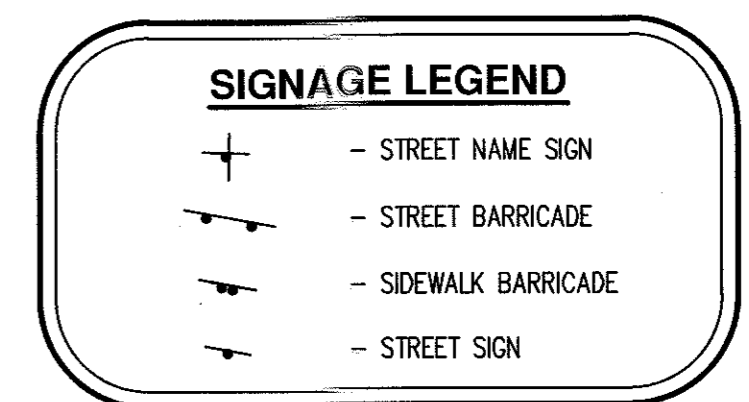 SIGNAGE LEGEND
– STREET NAME SIGN
– STREET BARRICADE
– SIDEWALK BARRICADE
– STREET SIGN